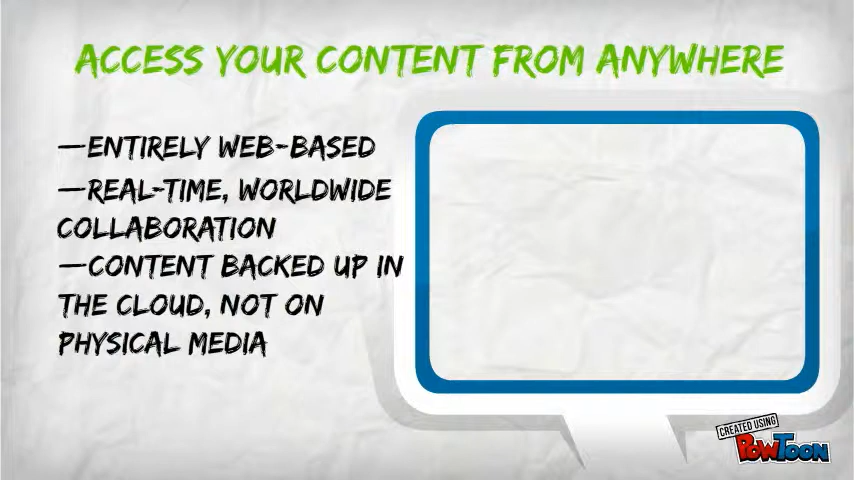 ACCESS YOUR CONTENT FROM ANYWHERE
—ENTIRELY WEB-BASED
—REAL-TIME, WORLDWIDE
COLLABORATION
—CONTENT BACKED UP IN
THE CLOUD, NOT ON
PHYSICAL MEDIA
CREATED USING
POWTOON